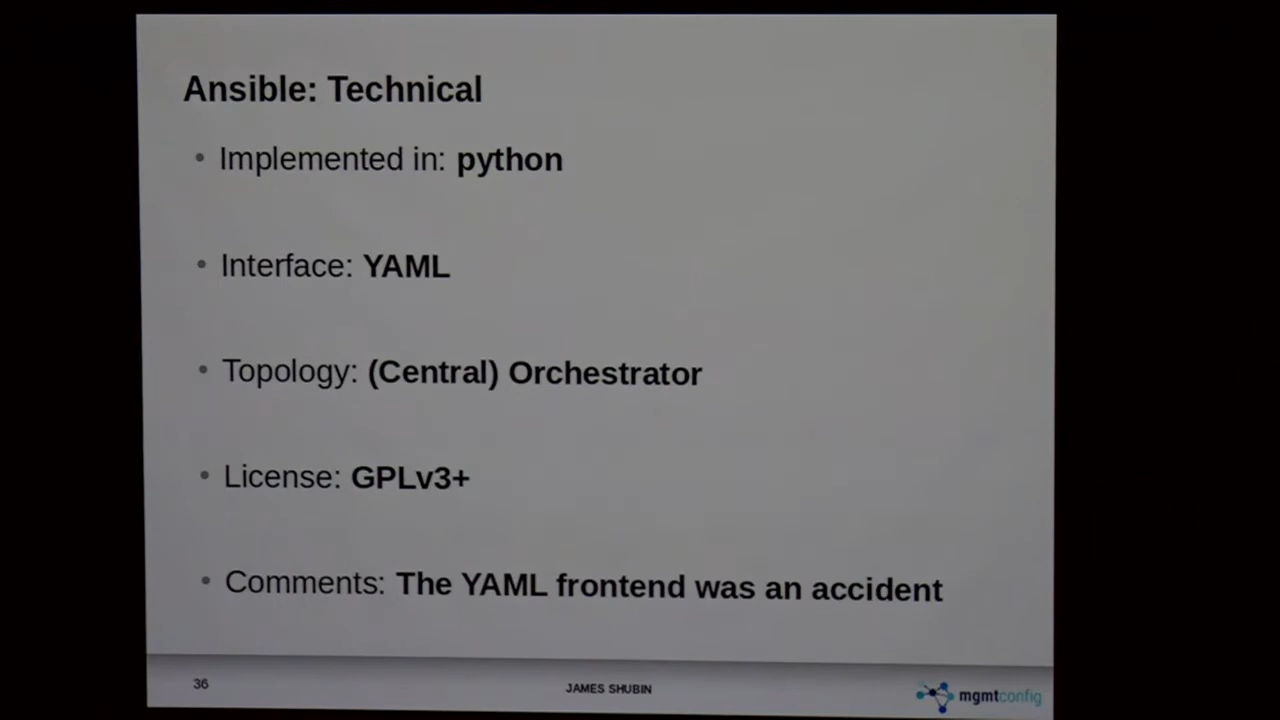 Ansible: Technical
• Implemented in: python
• Interface: YAML
• Topology: (Central) Orchestrator
• License: GPLv3+
• Comments: The YAML frontend was an accident
36
JAMES SHUBIN
mgmtconfig